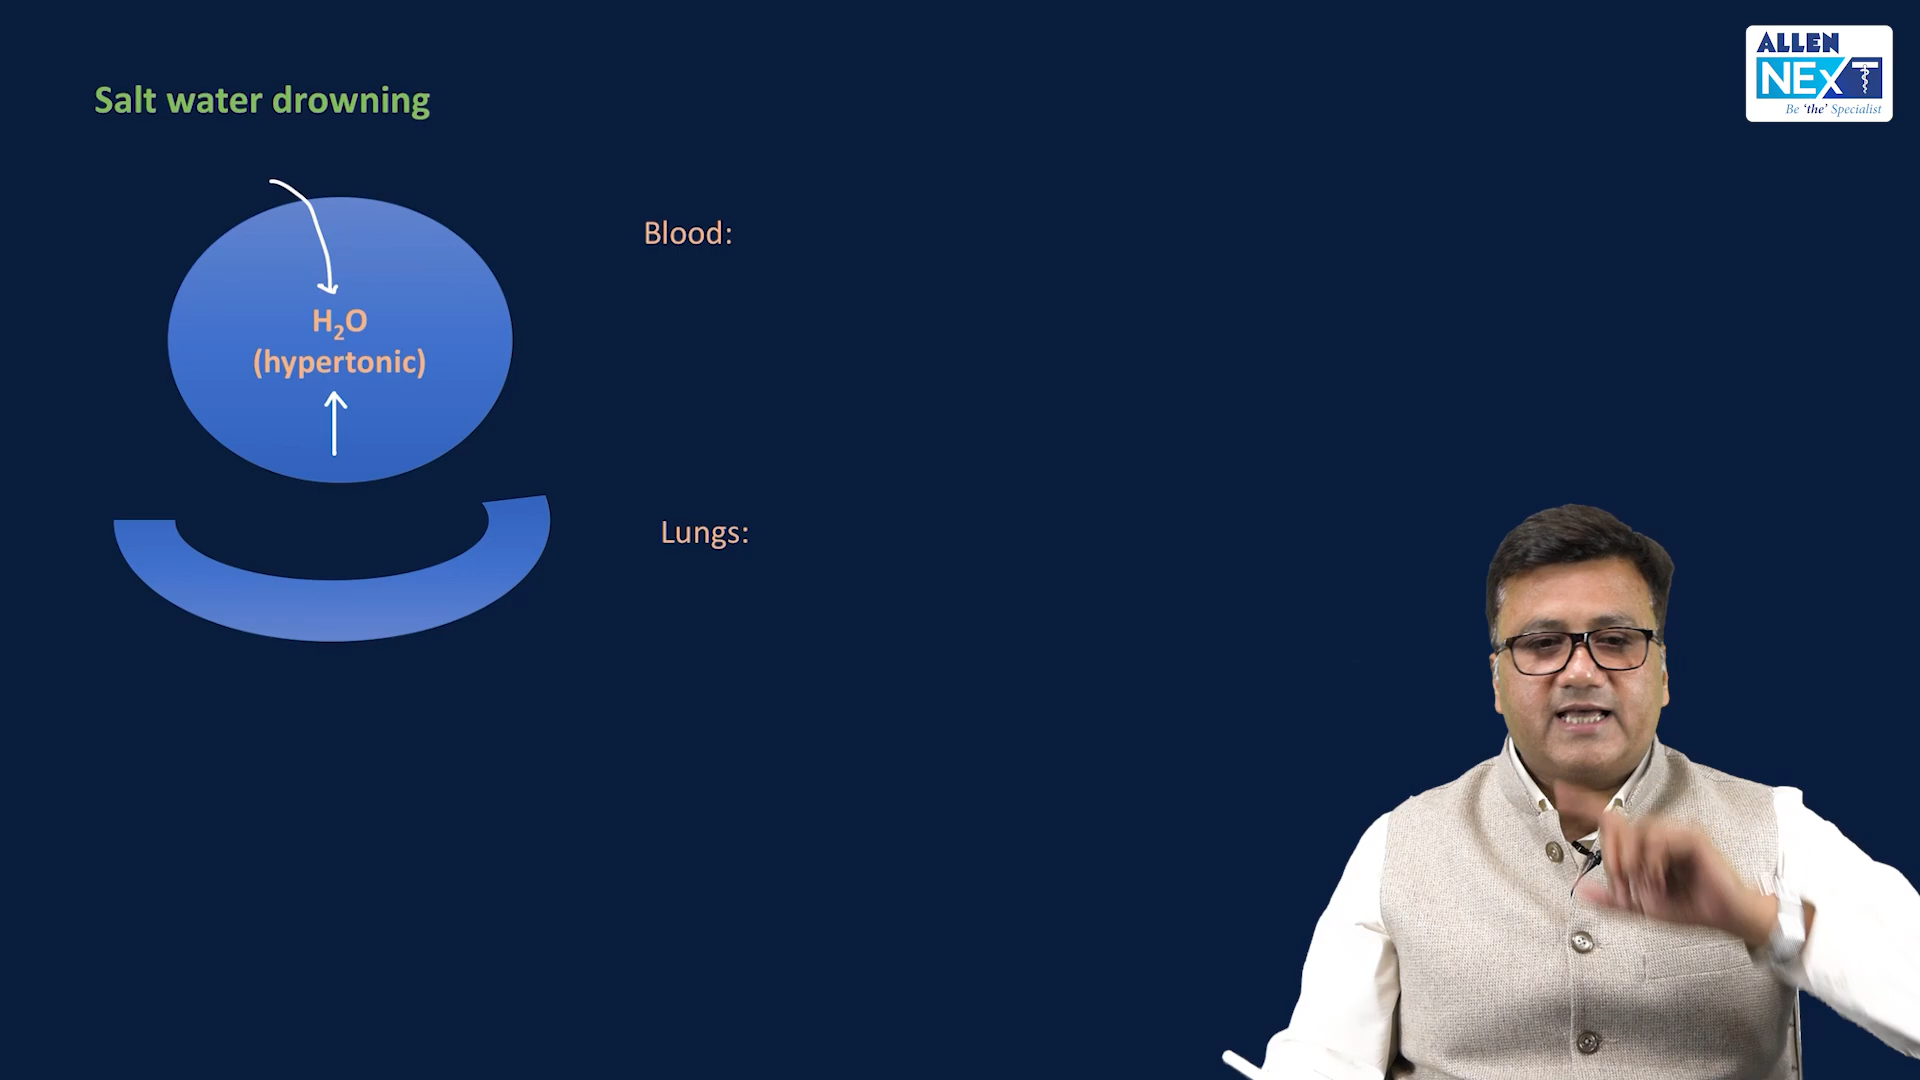 Salt water drowning
ALLEN
NEXT
Be 'the' Specialist
Blood:
H₂O
(hypertonic)
Lungs: